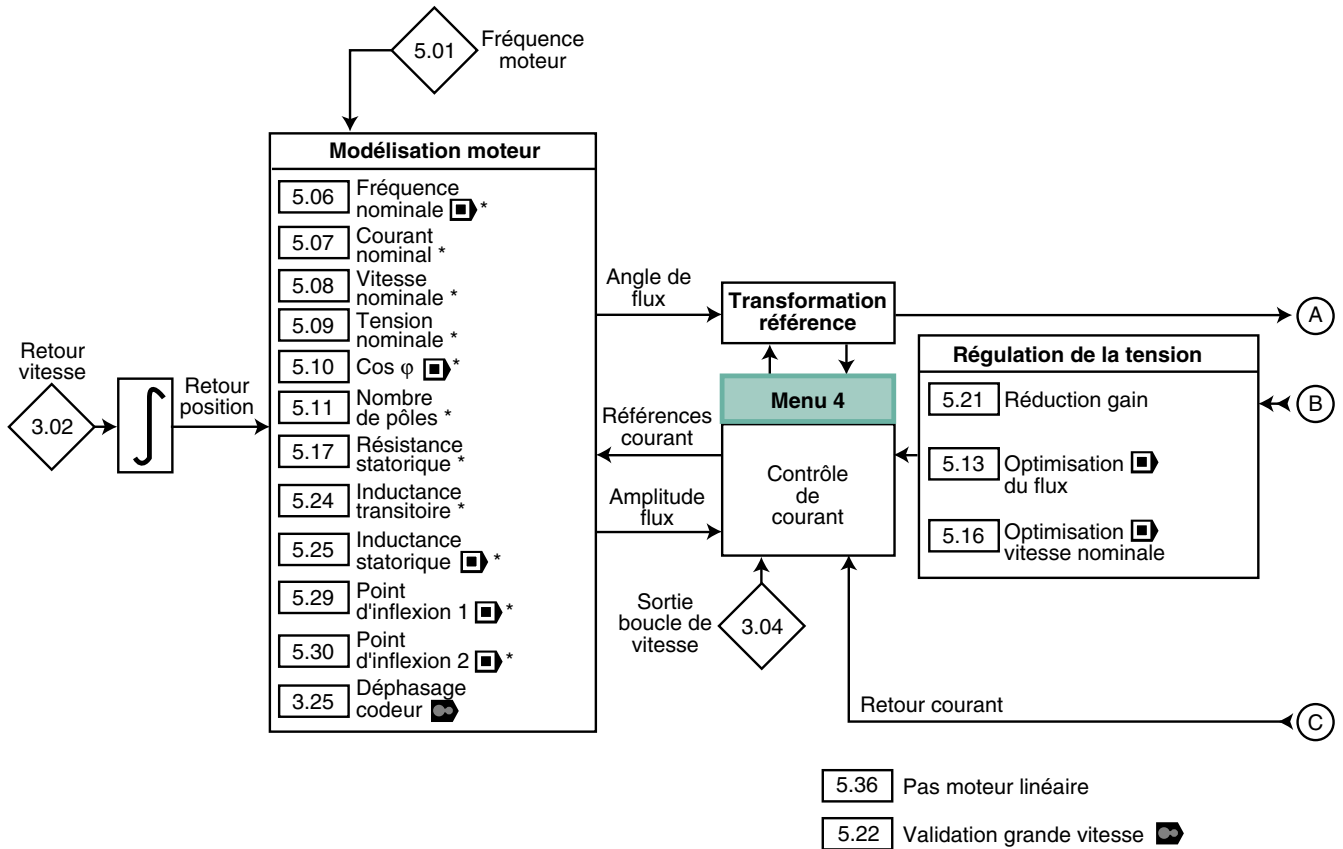 5.01
Fréquence
moteur
Modélisation moteur
5.06 Fréquence
nominale *
5.07 Courant
nominal *
5.08 Vitesse
nominale *
5.09 Tension
nominale *
5.10 Cos φ *
5.11 Nombre
de pôles *
5.17 Résistance
statorique *
5.24 Inductance
transitoire *
5.25 Inductance
statorique *
5.29 Point
d'inflexion 1 *
5.30 Point
d'inflexion 2 *
3.25 Déphasage
codeur
Retour
vitesse
3.02
∫
Retour
position
Angle de
flux
Références
courant
Amplitude
flux
Transformation
référence
Menu 4
Contrôle
de
courant
Sortie
boucle de
vitesse
3.04
Régulation de la tension
5.21 Réduction gain
5.13 Optimisation
du flux
5.16 Optimisation
vitesse nominale
A
B
Retour courant
C
5.36 Pas moteur linéaire
5.22 Validation grande vitesse